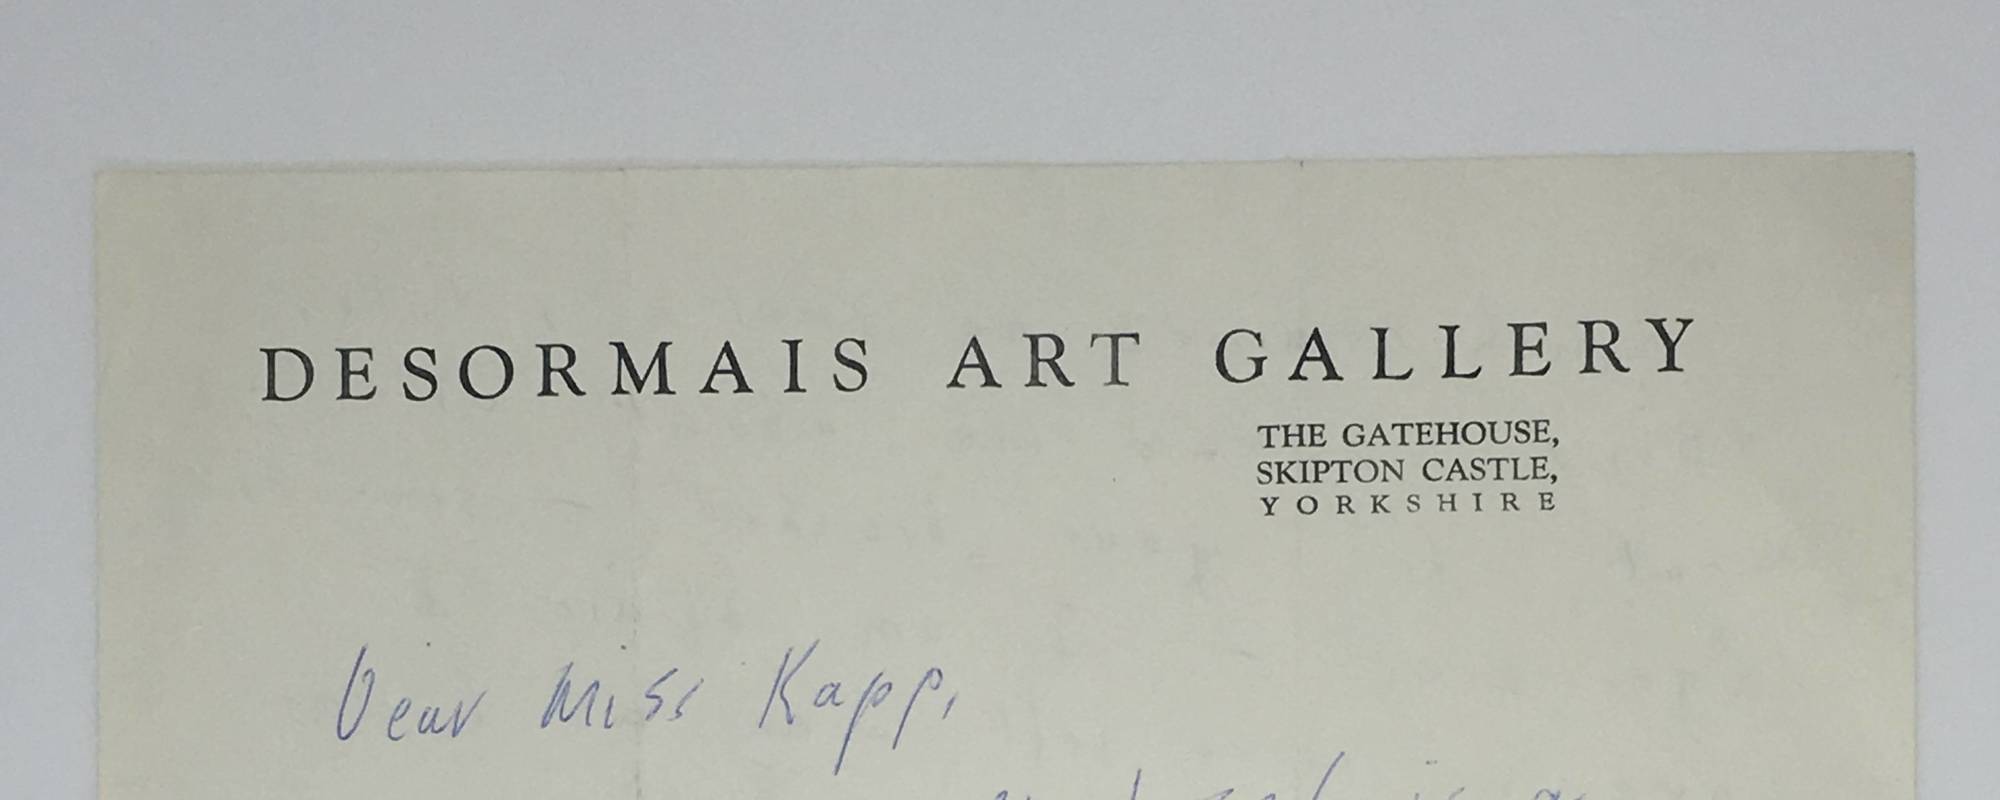 DESORMAIS ART GALLERY
THE GATEHOUSE,
SKIPTON CASTLE,
YORKSHIRE
Dear Miss Kapp,